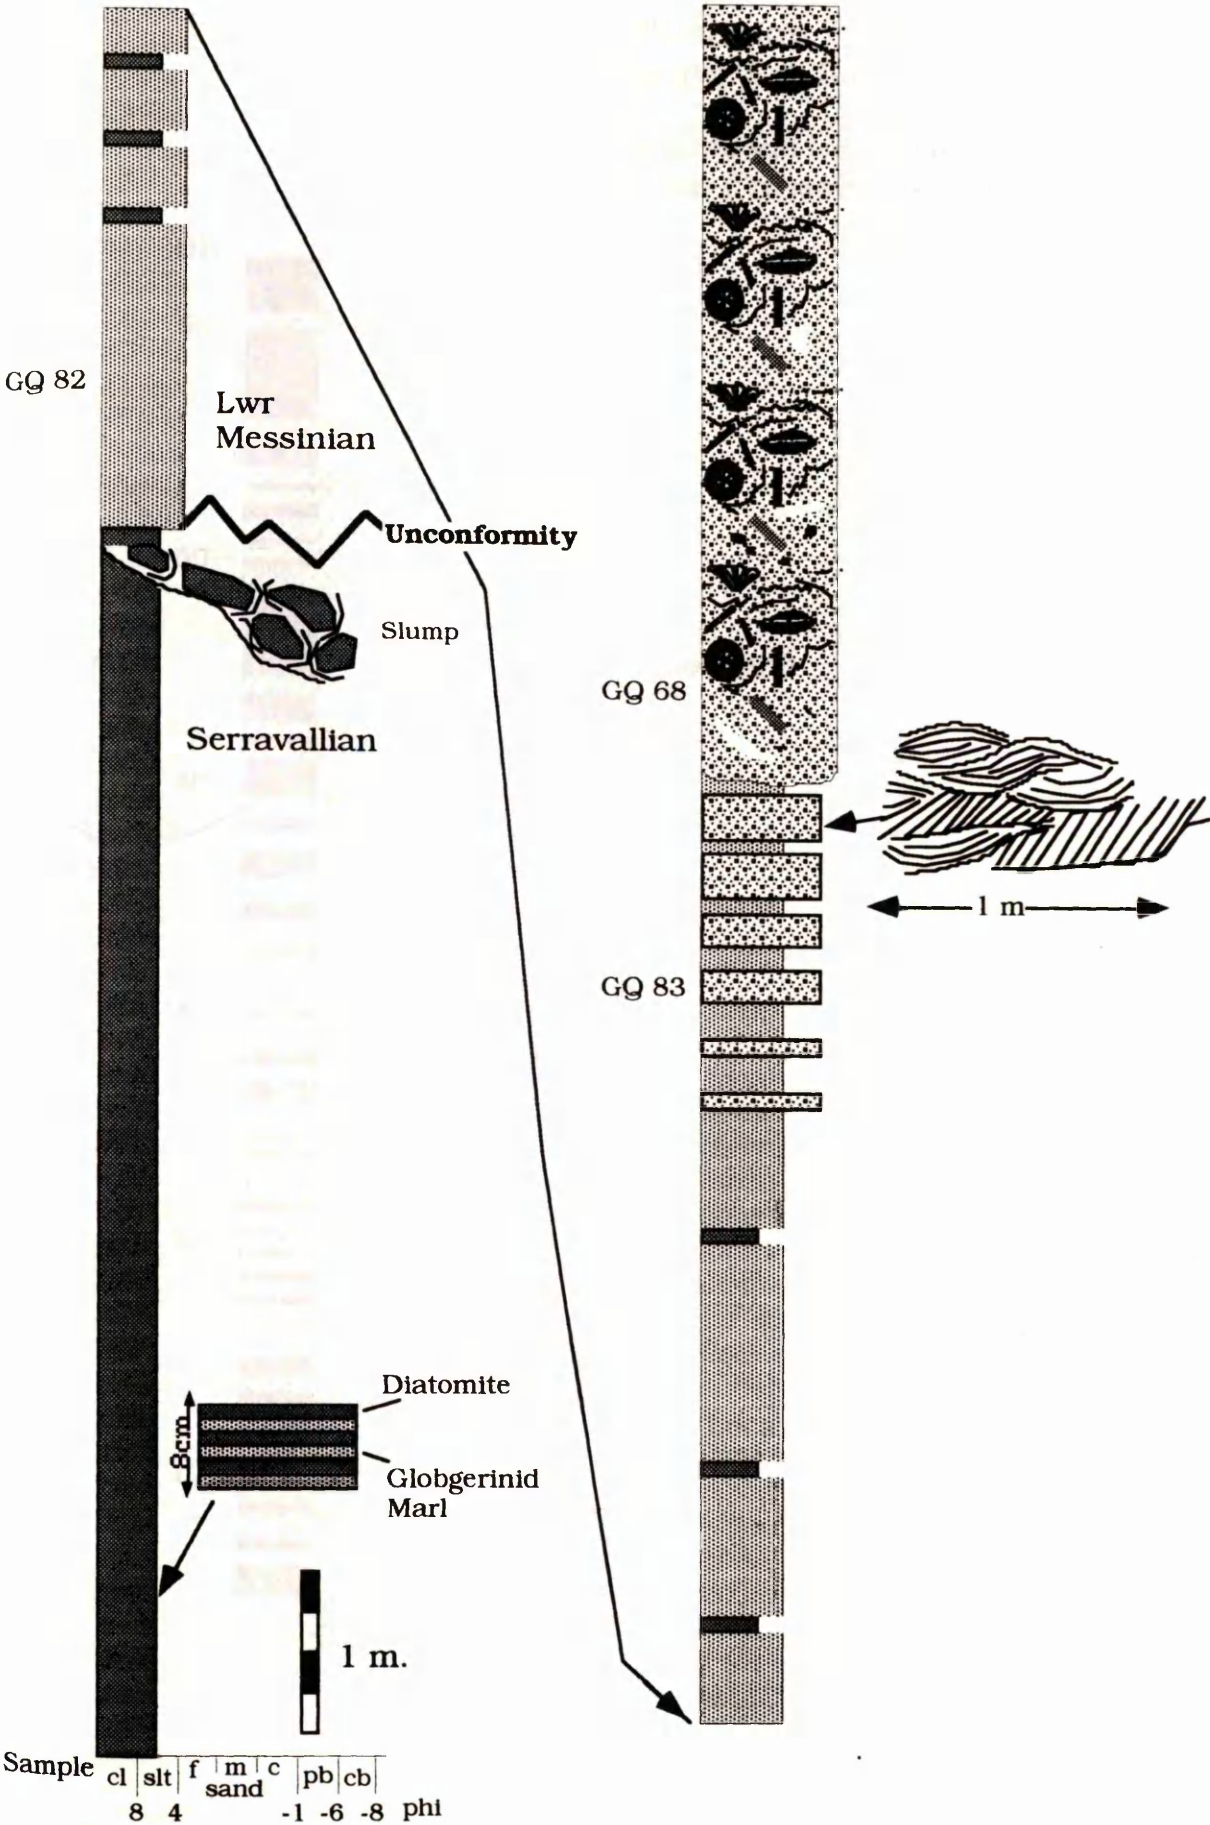 GQ 82
Lwr
Messinian
Unconformity
Slump
Serravallian
Diatomite
8cm
Globgerinid
Marl
1 m.
Sample cl slt f m c pb cb
sand
8 4 -1 -6 -8 phi
GQ 68
1 m
GQ 83